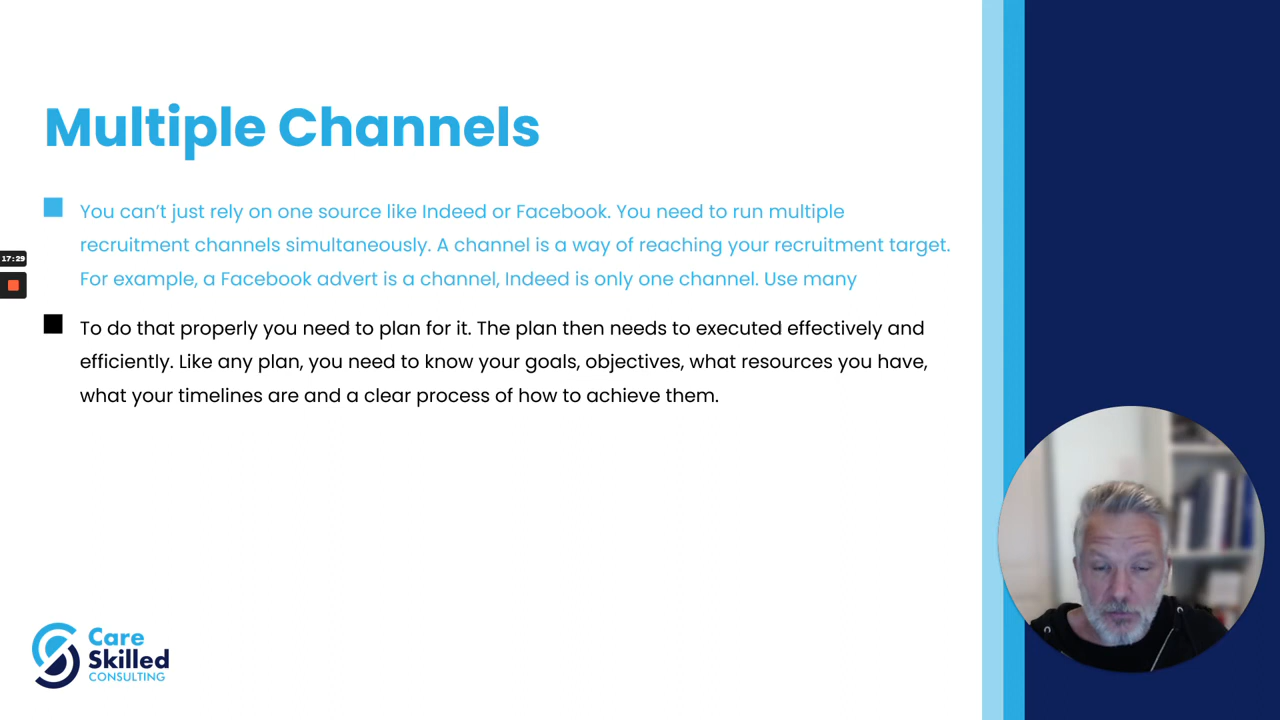 Multiple Channels
You can’t just rely on one source like Indeed or Facebook. You need to run multiple
recruitment channels simultaneously. A channel is a way of reaching your recruitment target.
For example, a Facebook advert is a channel, Indeed is only one channel. Use many
17:29
To do that properly you need to plan for it. The plan then needs to executed effectively and
efficiently. Like any plan, you need to know your goals, objectives, what resources you have,
what your timelines are and a clear process of how to achieve them.
Care
Skilled
CONSULTING